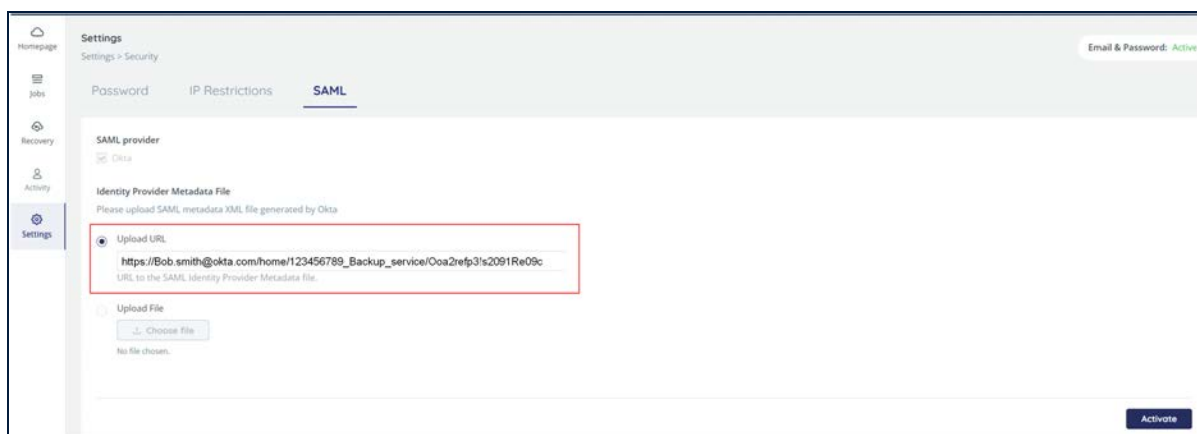 Homepage
Jobs
Recovery
Activity
Settings
Settings
Settings > Security
Email & Password: Active
Password IP Restrictions SAML
SAML provider
Okta
Identity Provider Metadata File
Please upload SAML metadata XML file generated by Okta
Upload URL
https://Bob.smith@okta.com/home/123456789_Backup_service/Ooa2refp3!s2091Re09c
URL to the SAML Identity Provider Metadata file.
Upload File
Choose file
No file chosen.
Activate